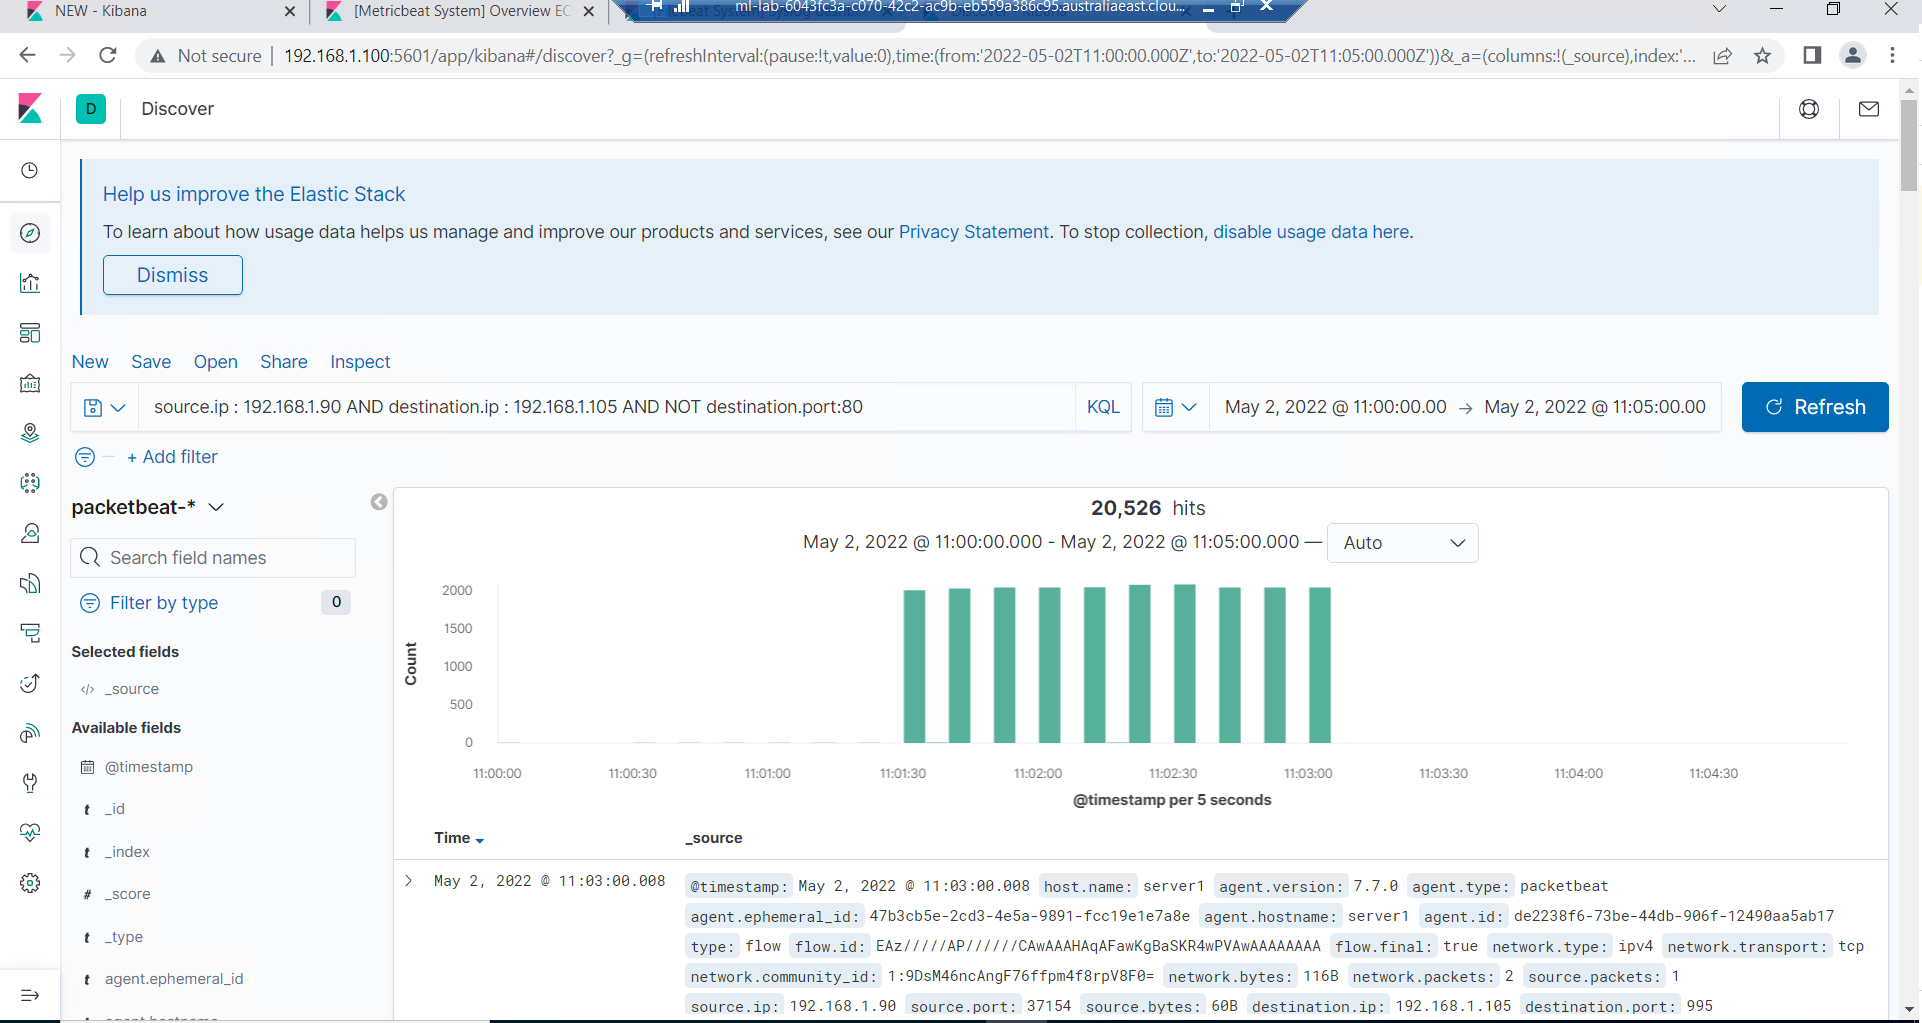 NEW - Kibana
[Metricbeat System] Overview EC
ml-lab-6043fc3a-c070-42c2-ac9b-eb559a386c95.australiaeast.clou...
Not secure
192.168.1.100:5601/app/kibana#/discover?_g=(refreshInterval:(pause:!t,value:0),time:(from:'2022-05-02T11:00:00.000Z',to:'2022-05-02T11:05:00.000Z'))&_a=(columns:!(_source),index:'...
D
Discover
Help us improve the Elastic Stack
To learn about how usage data helps us manage and improve our products and services, see our Privacy Statement. To stop collection, disable usage data here.
Dismiss
New Save Open Share Inspect
source.ip : 192.168.1.90 AND destination.ip : 192.168.1.105 AND NOT destination.port:80
KQL
May 2, 2022 @ 11:00:00.00 → May 2, 2022 @ 11:05:00.00
Refresh
+ Add filter
packetbeat-*
Search field names
Filter by type 0
Selected fields
_source
Available fields
@timestamp
t _id
t _index
# _score
t _type
t agent.ephemeral_id
t agent.hostname
20,526 hits
May 2, 2022 @ 11:00:00.000 - May 2, 2022 @ 11:05:00.000 —
Auto
Count
2000
1500
1000
500
0
11:00:00 11:00:30 11:01:00 11:01:30 11:02:00 11:02:30 11:03:00 11:03:30 11:04:00 11:04:30
@timestamp per 5 seconds
Time _source
May 2, 2022 @ 11:03:00.008
@timestamp: May 2, 2022 @ 11:03:00.008 host.name: server1 agent.version: 7.7.0 agent.type: packetbeat
agent.ephemeral_id: 47b3cb5e-2cd3-4e5a-9891-fcc19e1e7a8e agent.hostname: server1 agent.id: de2238f6-73be-44db-906f-12490aa5ab17
type: flow flow.id: EAz/////AP//////CAwAAAHAqAFawKgBaSKR4wPVAwAAAAAAAA flow.final: true network.type: ipv4 network.transport: tcp
network.community_id: 1:9DsM46ncAngF76ffpm4f8rpV8F0= network.bytes: 116B network.packets: 2 source.packets: 1
source.ip: 192.168.1.90 source.port: 37154 source.bytes: 60B destination.ip: 192.168.1.105 destination.port: 995